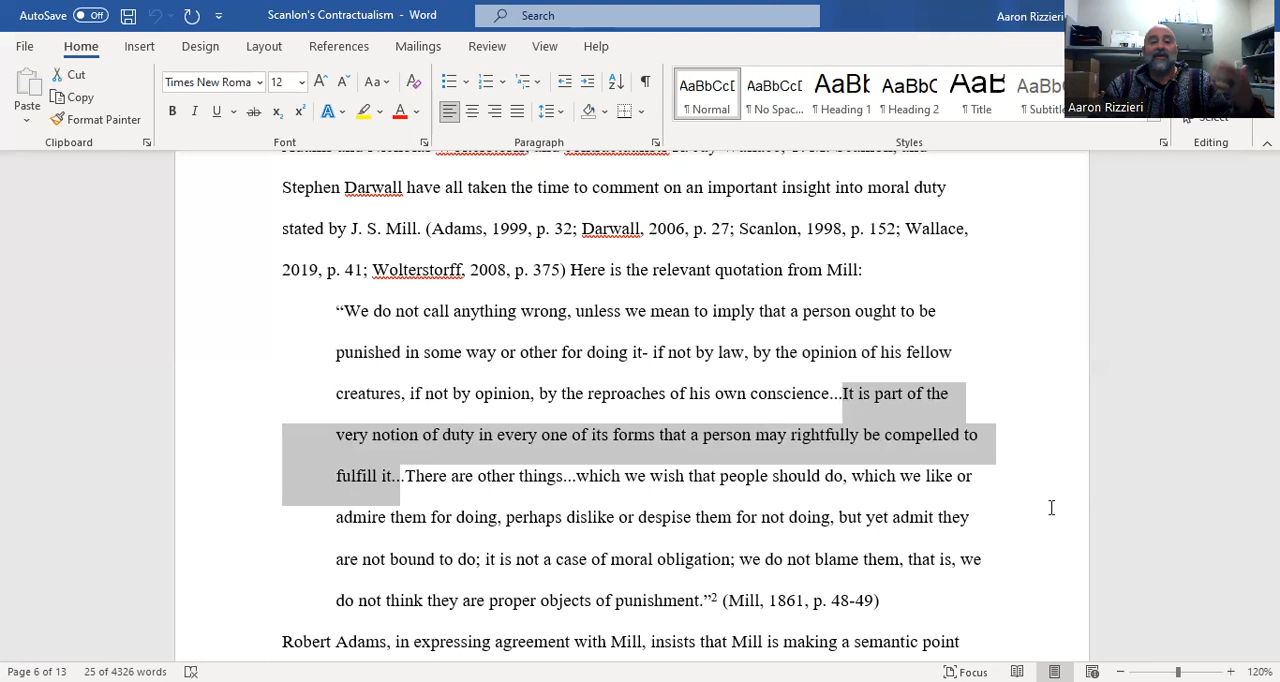 AutoSave Off Scanlon's Contractualism - Word Search Aaron Rizzieri
File Home Insert Design Layout References Mailings Review View Help
Cut
Copy
Format Painter
Paste
Times New Roma 12
AaBbCcD AaBbCcD AaBb AaBbC AaB AaBbC
¶ Normal ¶ No Spac... ¶ Heading 1 ¶ Heading 2 ¶ Title ¶ Subtitle
Aaron Rizzieri
Select
Clipboard Font Paragraph Styles Editing
Stephen Darwall have all taken the time to comment on an important insight into moral duty
stated by J. S. Mill. (Adams, 1999, p. 32; Darwall, 2006, p. 27; Scanlon, 1998, p. 152; Wallace,
2019, p. 41; Wolterstorff, 2008, p. 375) Here is the relevant quotation from Mill:
“We do not call anything wrong, unless we mean to imply that a person ought to be
punished in some way or other for doing it- if not by law, by the opinion of his fellow
creatures, if not by opinion, by the reproaches of his own conscience...It is part of the
very notion of duty in every one of its forms that a person may rightfully be compelled to
fulfill it...There are other things...which we wish that people should do, which we like or
admire them for doing, perhaps dislike or despise them for not doing, but yet admit they
are not bound to do; it is not a case of moral obligation; we do not blame them, that is, we
do not think they are proper objects of punishment.”² (Mill, 1861, p. 48-49)
Robert Adams, in expressing agreement with Mill, insists that Mill is making a semantic point
Page 6 of 13 25 of 4326 words Focus 120%